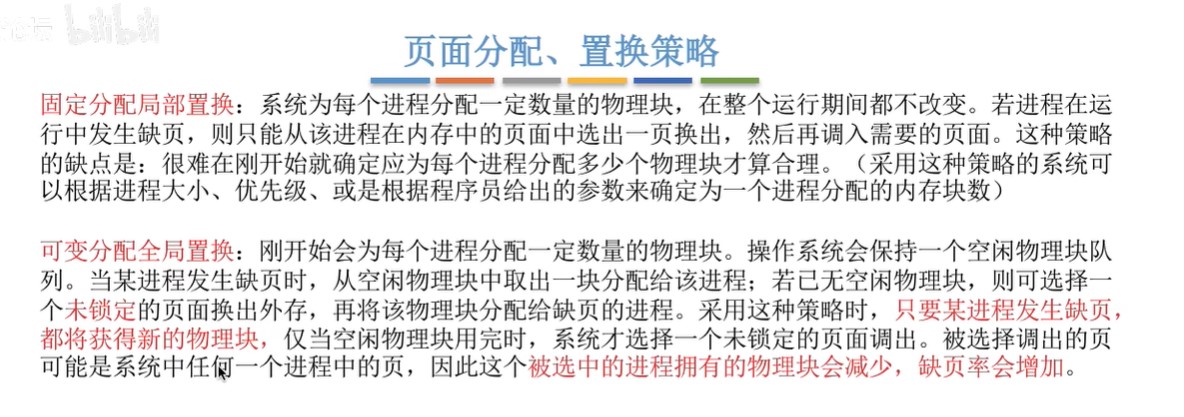 bilibili
页面分配、置换策略
固定分配局部置换：系统为每个进程分配一定数量的物理块，在整个运行期间都不改变。若进程在运
行中发生缺页，则只能从该进程在内存中的页面中选出一页换出，然后再调入需要的页面。这种策略
的缺点是：很难在刚开始就确定应为每个进程分配多少个物理块才算合理。（采用这种策略的系统可
以根据进程大小、优先级、或是根据程序员给出的参数来确定为一个进程分配的内存块数）
可变分配全局置换：刚开始会为每个进程分配一定数量的物理块。操作系统会保持一个空闲物理块队
列。当某进程发生缺页时，从空闲物理块中取出一块分配给该进程；若已无空闲物理块，则可选择一
个未锁定的页面换出外存，再将该物理块分配给缺页的进程。采用这种策略时，只要某进程发生缺页，
都将获得新的物理块，仅当空闲物理块用完时，系统才选择一个未锁定的页面调出。被选择调出的页
可能是系统中任何一个进程中的页，因此这个被选中的进程拥有的物理块会减少，缺页率会增加。